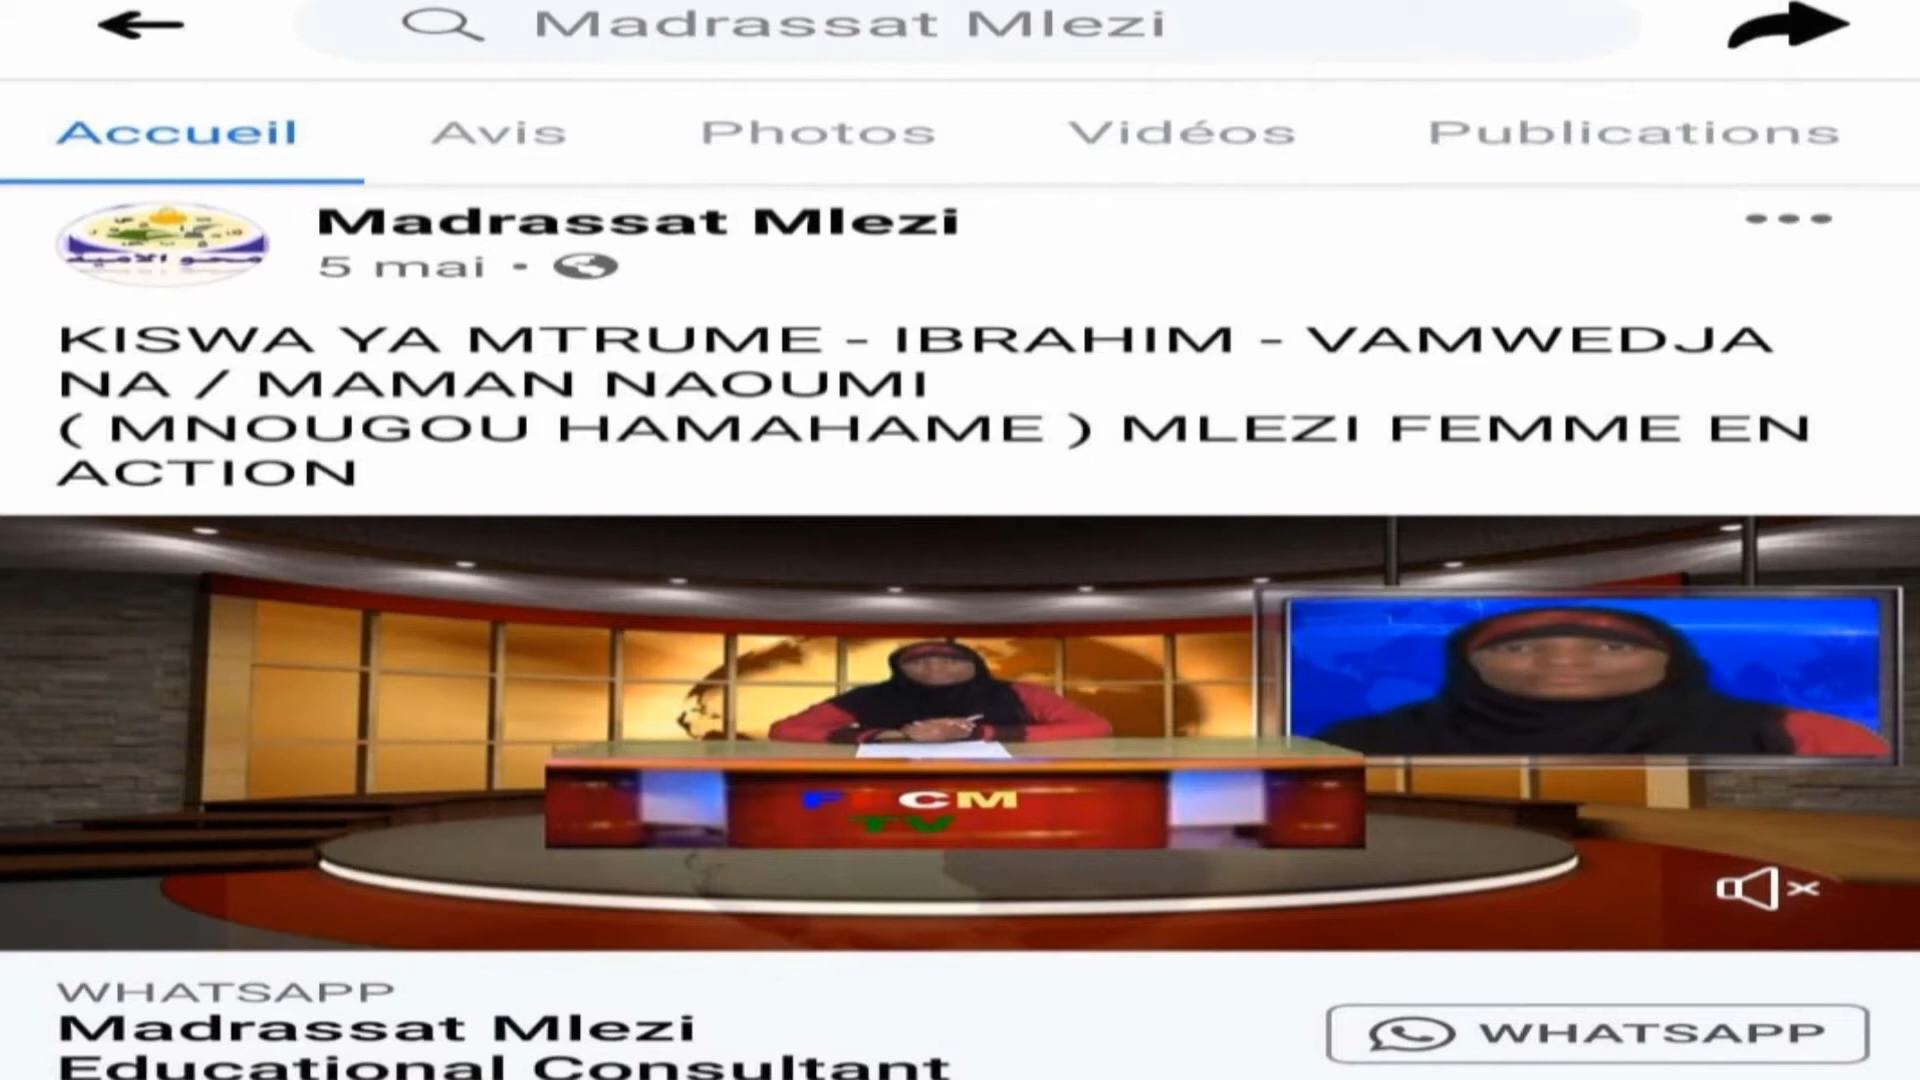 Madrassat Mlezi
Accueil Avis Photos Vidéos Publications
Madrassat Mlezi
5 mai •
KISWA YA MTRUME - IBRAHIM - VAMWEDJA
NA / MAMAN NAOUMI
( MNOUGOU HAMAHAME ) MLEZI FEMME EN
ACTION
CM
TV
WHATSAPP
Madrassat Mlezi
Educational Consultant
WHATSAPP